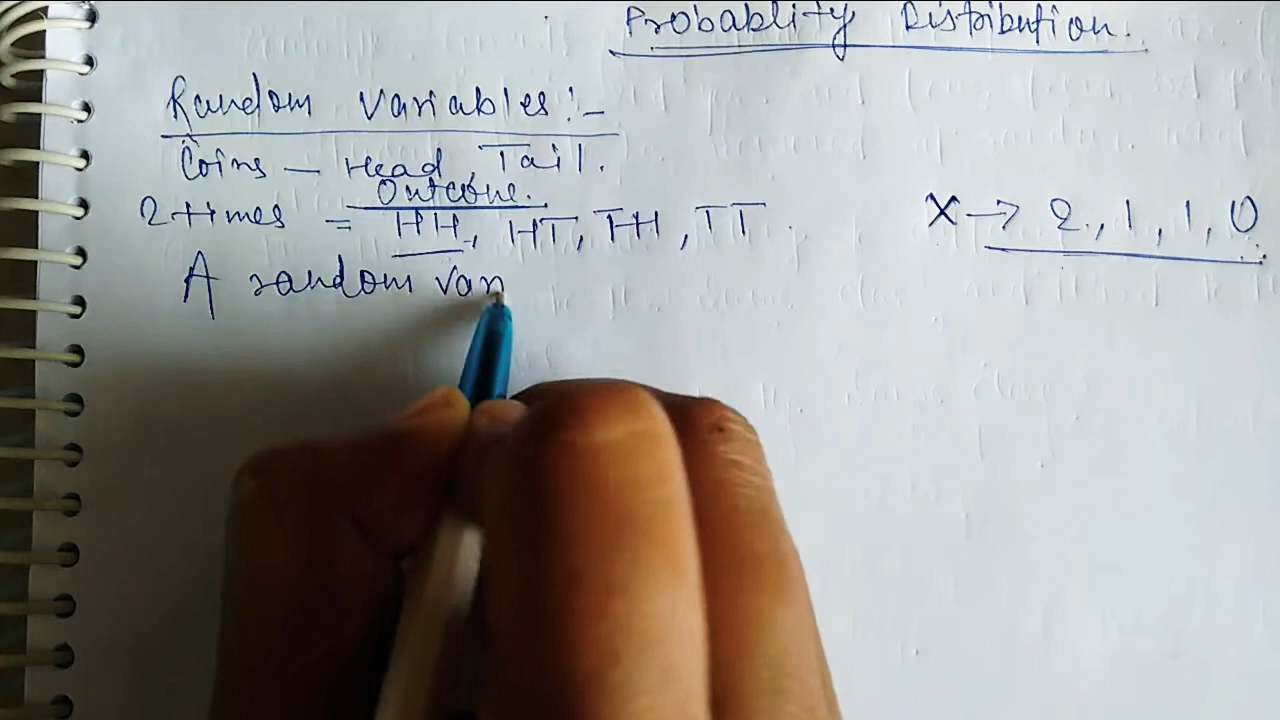 Probablity Distribution.
Random Variables:-
Coins — Head, Tail.
Outcome.
2 times = HH, HT, TH, TT
X → 2, 1, 1, 0
A random vari